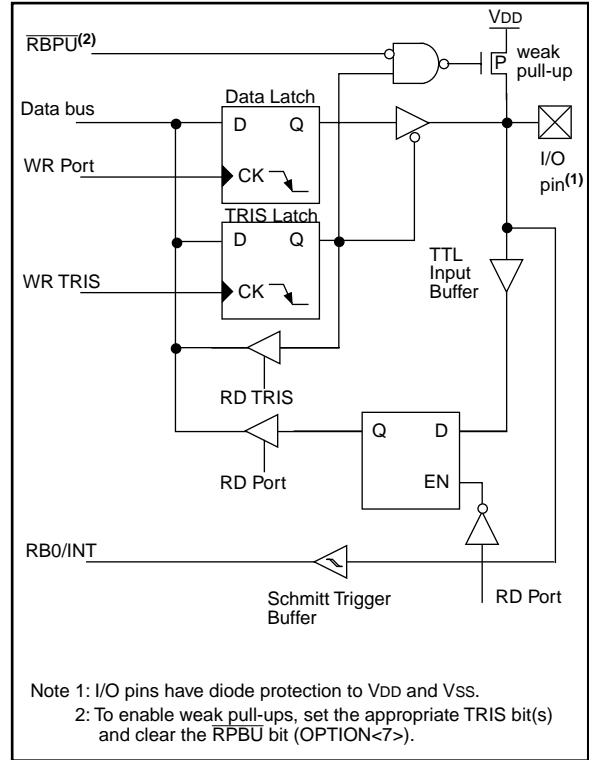 VDD
RBPU(2)
P
weak
pull-up
Data bus
Data Latch
D Q
WR Port
CK
I/O
pin(1)
TRIS Latch
D Q
TTL
Input
Buffer
WR TRIS
CK
RD TRIS
Q D
RD Port
EN
RB0/INT
Schmitt Trigger
Buffer
RD Port
Note 1: I/O pins have diode protection to VDD and VSS.
2: To enable weak pull-ups, set the appropriate TRIS bit(s)
and clear the RPBU bit (OPTION<7>).